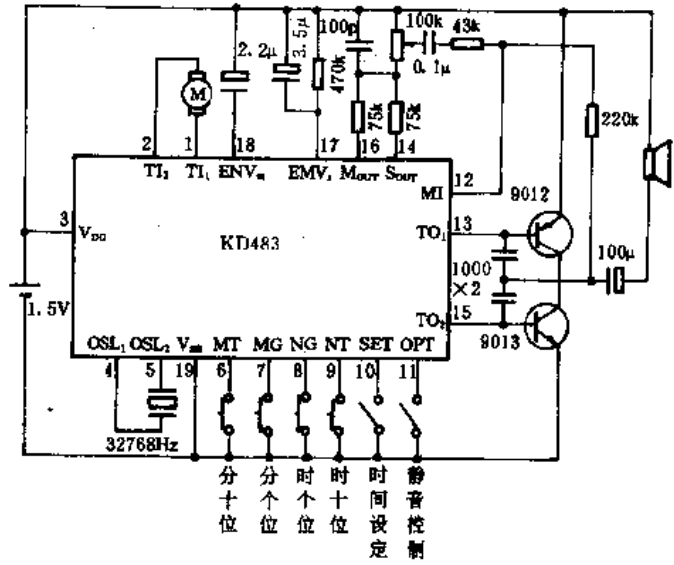 2.2μ
3.5μ
100p
470k
100k
0.1μ
43k
75k
75k
220k
M
2
1
18
17
16
14
TI₂
TI₁
ENVₘ
EMVₛ
M_OUT
S_OUT
MI
12
9012
3
V_DD
KD483
TO₁
13
1000
×2
100μ
1.5V
TO₂
15
9013
OSL₁
OSL₂
MT
MG
NG
NT
SET
OPT
4
5
19
6
7
8
9
10
11
32768Hz
分十位
分个位
时个位
时十位
时间设定
静音控制